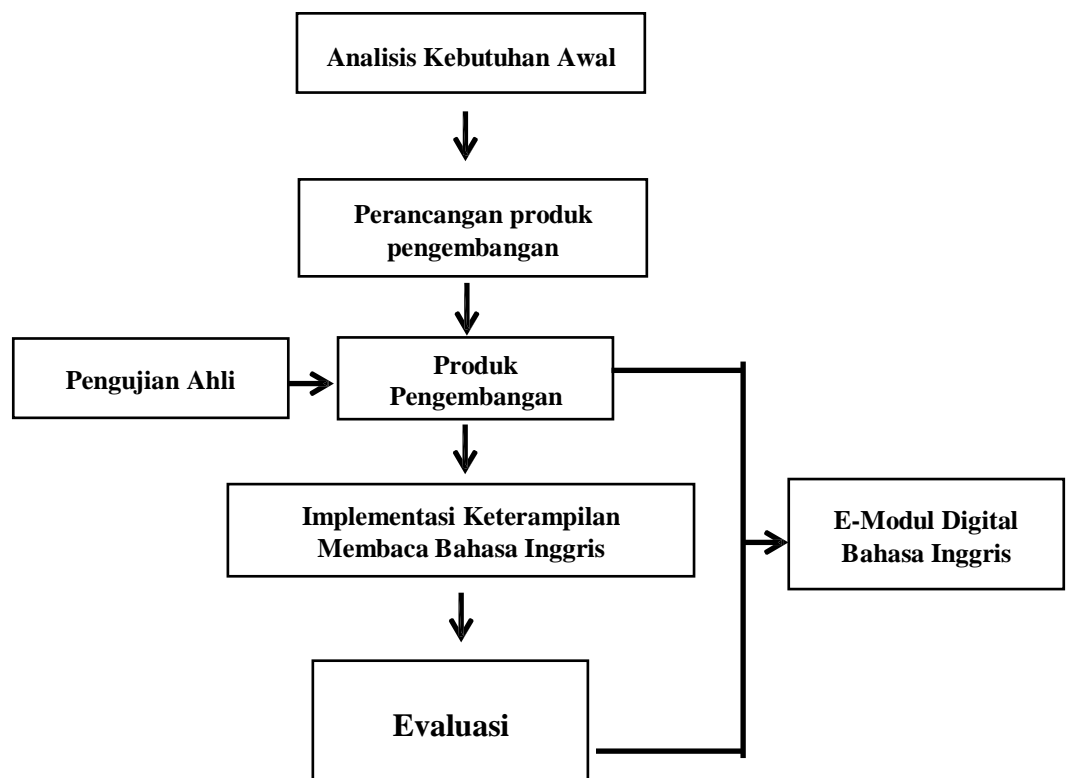 Analisis Kebutuhan Awal
Perancangan produk
pengembangan
Pengujian Ahli
Produk
Pengembangan
Implementasi Keterampilan
Membaca Bahasa Inggris
E-Modul Digital
Bahasa Inggris
Evaluasi